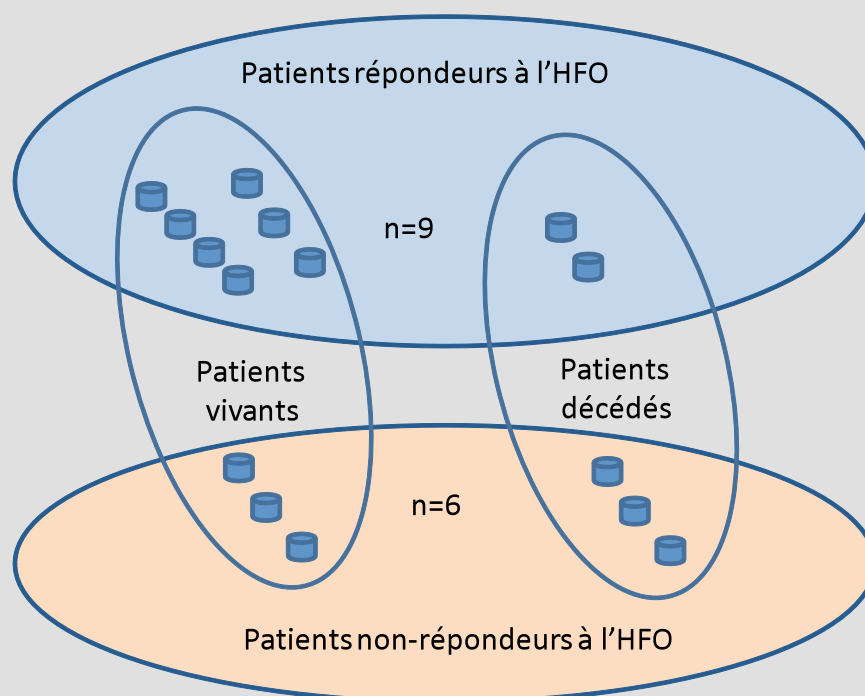 Patients répondeurs à l'HFO
n=9
Patients
vivants
Patients
décédés
n=6
Patients non-répondeurs à l'HFO